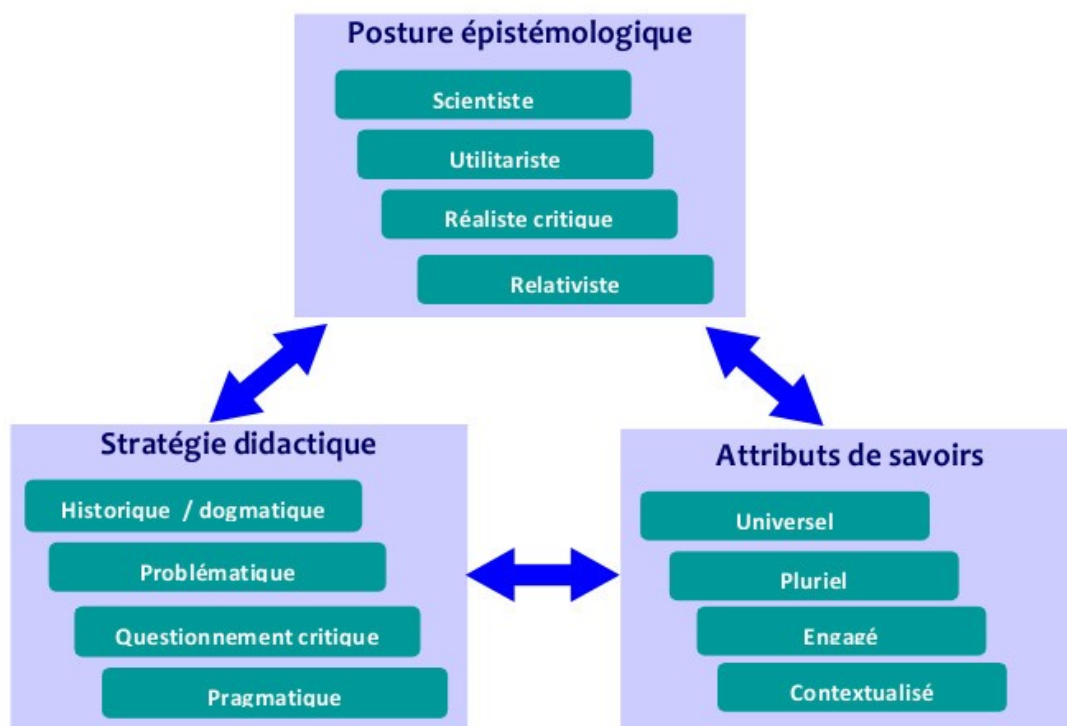 Posture épistémologique
Scientiste
Utilitariste
Réaliste critique
Relativiste
Stratégie didactique
Historique / dogmatique
Problématique
Questionnement critique
Pragmatique
Attributs de savoirs
Universel
Pluriel
Engagé
Contextualisé